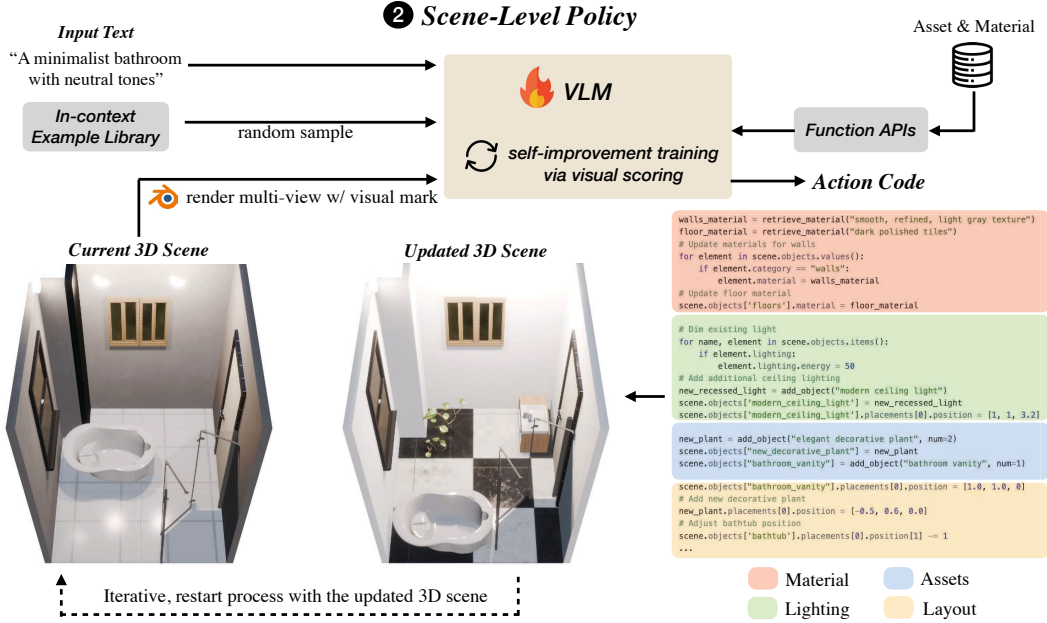 2 Scene-Level Policy
Input Text
“A minimalist bathroom
with neutral tones”
In-context
Example Library
random sample
render multi-view w/ visual mark
VLM
self-improvement training
via visual scoring
Asset & Material
Function APIs
Action Code
Current 3D Scene
Updated 3D Scene
walls_material = retrieve_material("smooth, refined, light gray texture")
floor_material = retrieve_material("dark polished tiles")
# Update materials for walls
for element in scene.objects.values():
    if element.category == "walls":
        element.material = walls_material
# Update floor material
scene.objects['floors'].material = floor_material
# Dim existing light
for name, element in scene.objects.items():
    if element.lighting:
        element.lighting.energy = 50
# Add additional ceiling lighting
new_recessed_light = add_object("modern ceiling light")
scene.objects['modern_ceiling_light'] = new_recessed_light
scene.objects['modern_ceiling_light'].placements[0].position = [1, 1, 3.2]
new_plant = add_object("elegant decorative plant", num=2)
scene.objects["new_decorative_plant"] = new_plant
scene.objects["bathroom_vanity"] = add_object("bathroom vanity", num=1)
scene.objects["bathroom_vanity"].placements[0].position = [1.0, 1.0, 0]
# Add new decorative plant
new_plant.placements[0].position = [-0.5, 0.6, 0.0]
# Adjust bathtub position
scene.objects['bathtub'].placements[0].position[1] -= 1
...
Iterative, restart process with the updated 3D scene
Material
Assets
Lighting
Layout